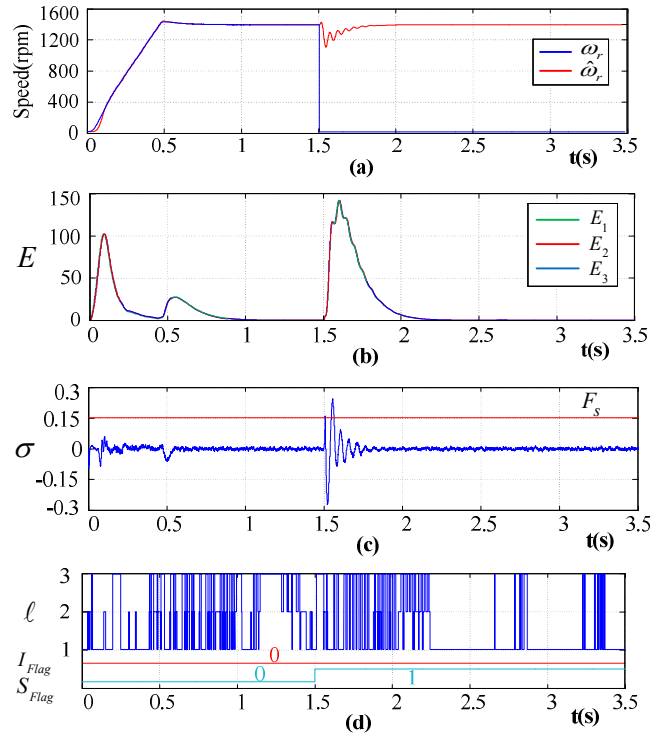 1600
1200
800
400
0
Speed(rpm)
ω_r
ω̂_r
0 0.5 1 1.5 2 2.5 3 3.5
t(s)
(a)
150
100
50
0
E
E_1
E_2
E_3
0 0.5 1 1.5 2 2.5 3 3.5
t(s)
(b)
0.3
0.15
0
-0.15
-0.3
σ
F_s
0 0.5 1 1.5 2 2.5 3 3.5
t(s)
(c)
3
2
1
ℓ
I_Flag
0
S_Flag
0
1
0 0.5 1 1.5 2 2.5 3 3.5
t(s)
(d)